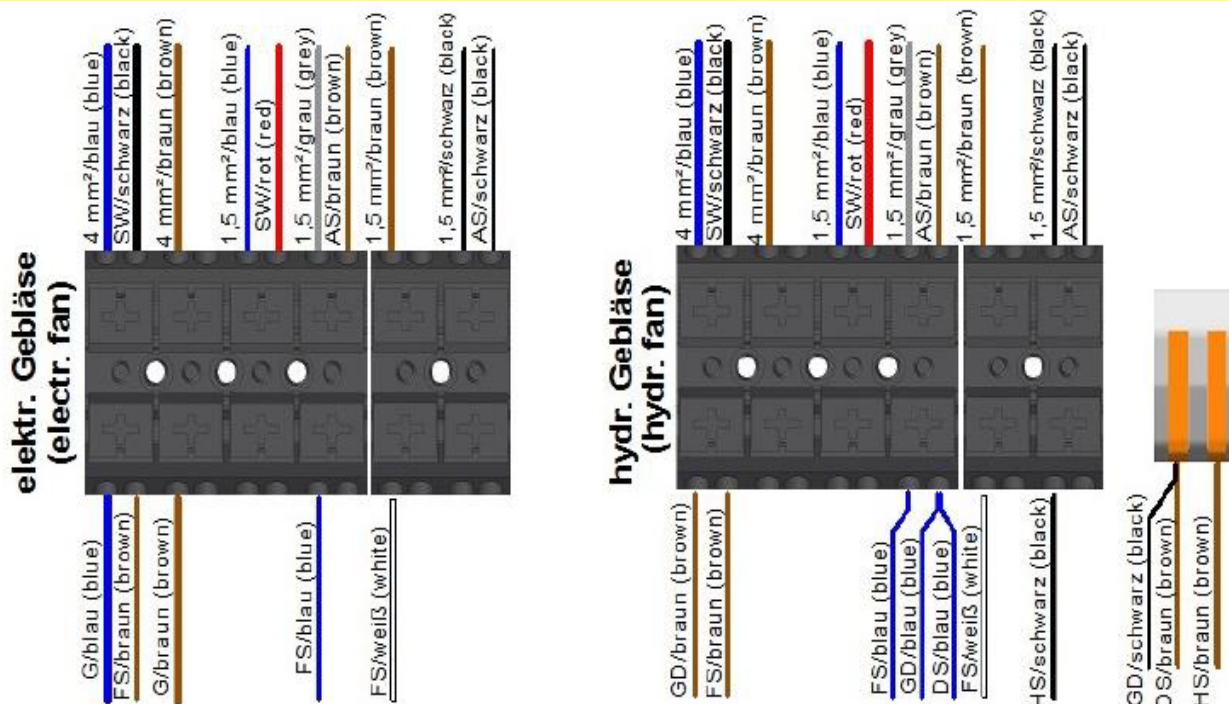 elektr. Gebläse
(electr. fan)
4 mm²/blau (blue)
SW/schwarz (black)
4 mm²/braun (brown)
1,5 mm²/blau (blue)
SW/rot (red)
1,5 mm²/grau (grey)
AS/braun (brown)
1,5 mm²/braun (brown)
1,5 mm²/schwarz (black)
AS/schwarz (black)
G/blau (blue)
FS/braun (brown)
G/braun (brown)
FS/blau (blue)
FS/weiß (white)
hydr. Gebläse
(hydr. fan)
4 mm²/blau (blue)
SW/schwarz (black)
4 mm²/braun (brown)
1,5 mm²/blau (blue)
SW/rot (red)
1,5 mm²/grau (grey)
AS/braun (brown)
1,5 mm²/braun (brown)
1,5 mm²/schwarz (black)
AS/schwarz (black)
GD/braun (brown)
FS/braun (brown)
FS/blau (blue)
GD/blau (blue)
DS/blau (blue)
FS/weiß (white)
HS/schwarz (black)
GD/schwarz (black)
DS/braun (brown)
HS/braun (brown)